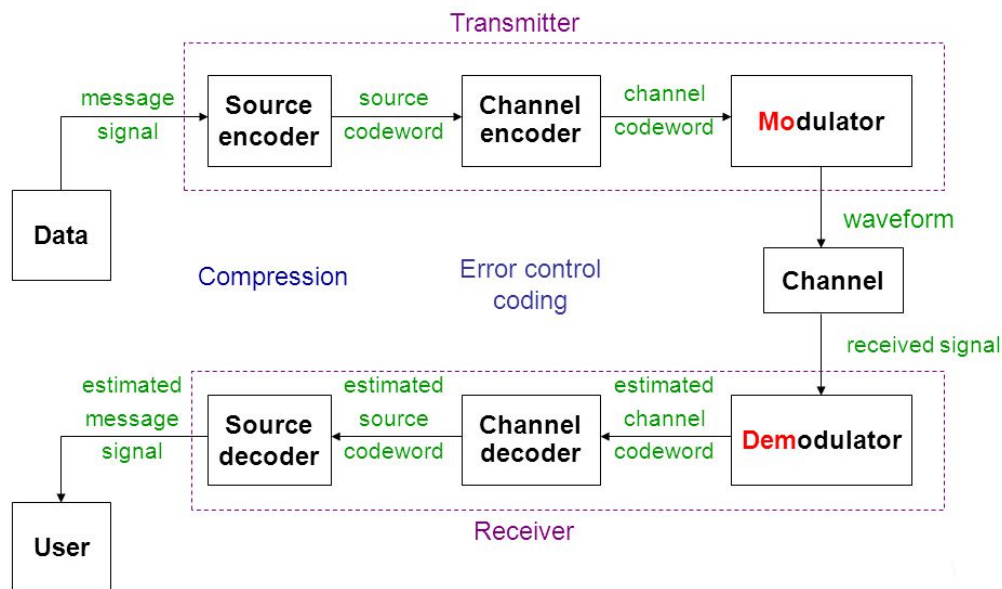 Transmitter
message
signal
Source
encoder
source
codeword
Channel
encoder
channel
codeword
Modulator
Data
waveform
Compression
Error control
coding
Channel
received signal
estimated
message
signal
Source
decoder
estimated
source
codeword
Channel
decoder
estimated
channel
codeword
Demodulator
User
Receiver